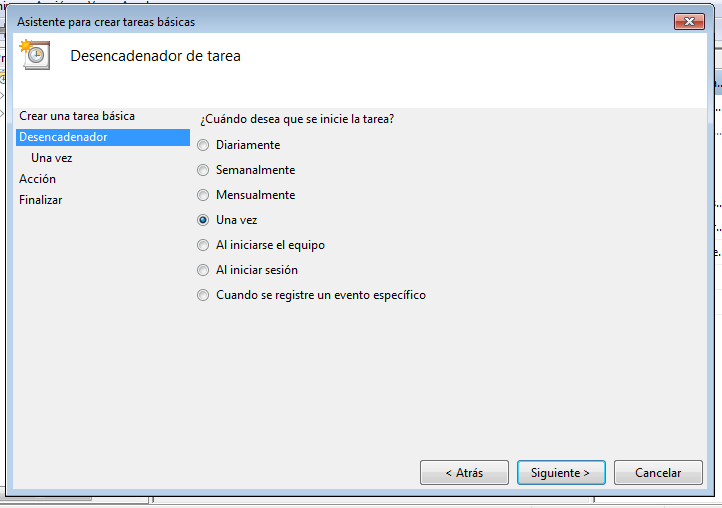 Asistente para crear tareas básicas
Desencadenador de tarea
Crear una tarea básica
Desencadenador
Una vez
Acción
Finalizar
¿Cuándo desea que se inicie la tarea?
Diariamente
Semanalmente
Mensualmente
Una vez
Al iniciarse el equipo
Al iniciar sesión
Cuando se registre un evento específico
< Atrás
Siguiente >
Cancelar